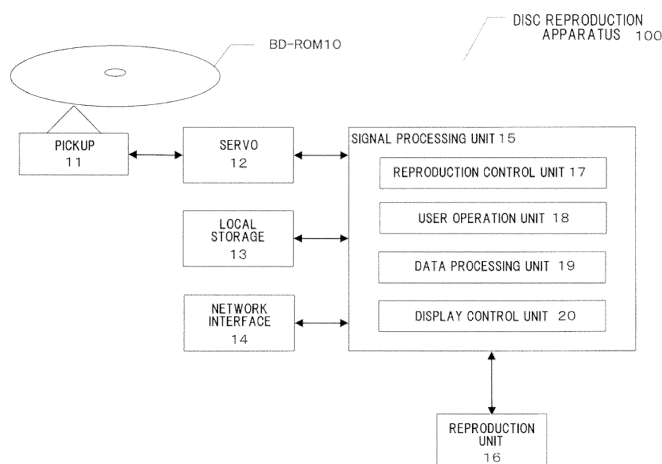 DISC REPRODUCTION
APPARATUS 100
BD-ROM10
PICKUP
11
SERVO
12
SIGNAL PROCESSING UNIT 15
REPRODUCTION CONTROL UNIT 17
USER OPERATION UNIT 18
DATA PROCESSING UNIT 19
DISPLAY CONTROL UNIT 20
LOCAL
STORAGE
13
NETWORK
INTERFACE
14
REPRODUCTION
UNIT
16